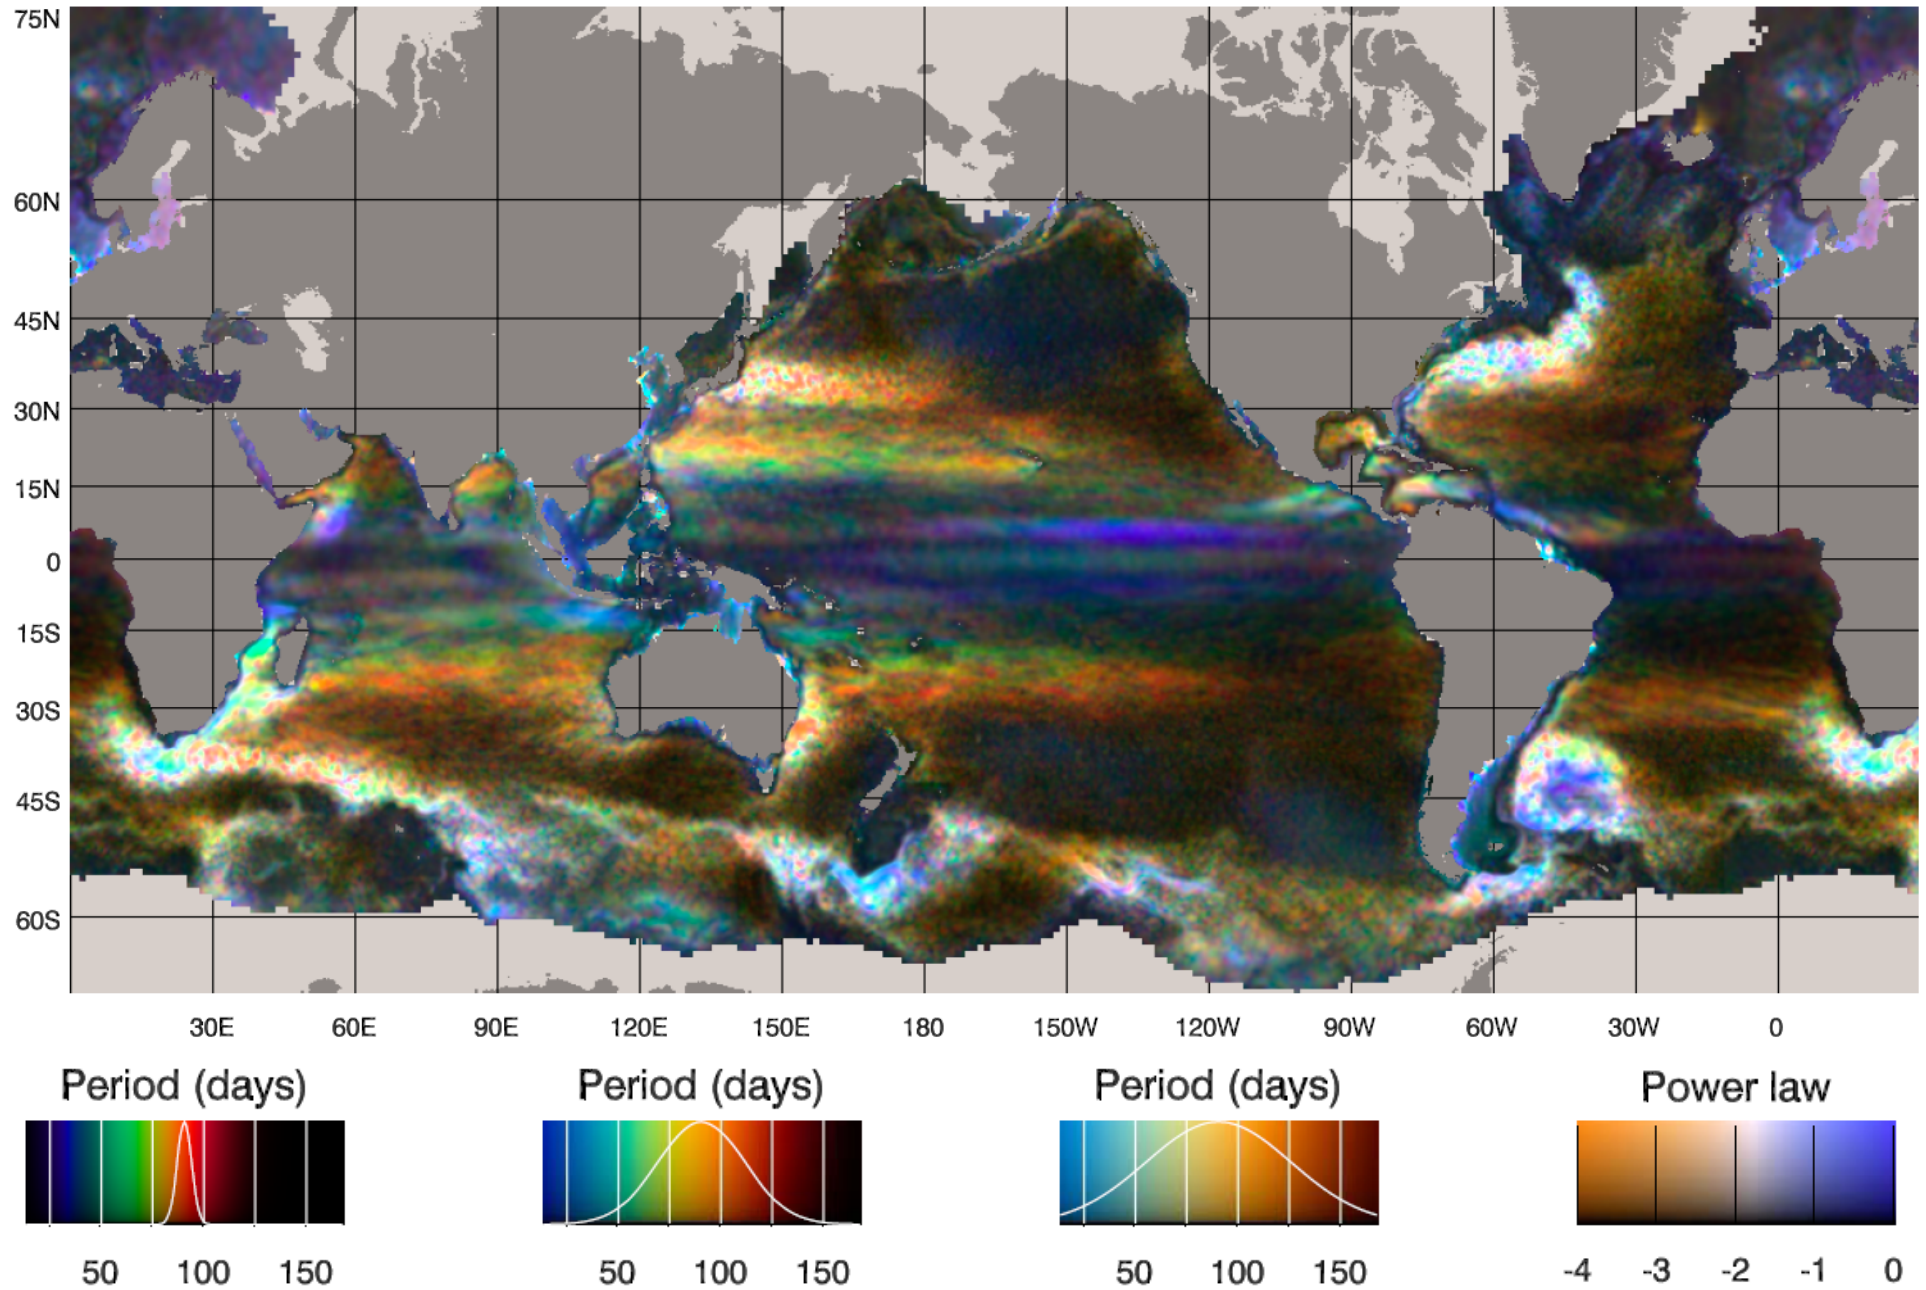 75N
60N
45N
30N
15N
0
15S
30S
45S
60S
30E 60E 90E 120E 150E 180 150W 120W 90W 60W 30W 0
Period (days) Period (days) Period (days) Power law
50 100 150 50 100 150 50 100 150 -4 -3 -2 -1 0